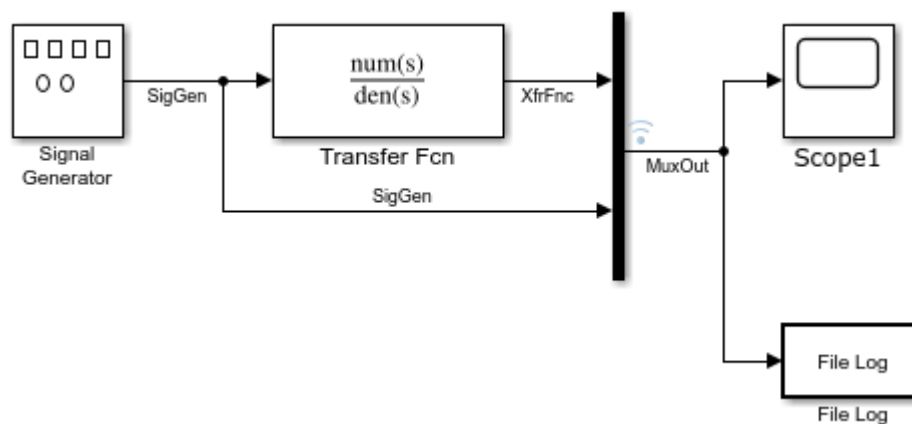 num(s)
den(s)
SigGen
XfrFnc
Signal
Generator
Transfer Fcn
SigGen
MuxOut
Scope1
File Log
File Log